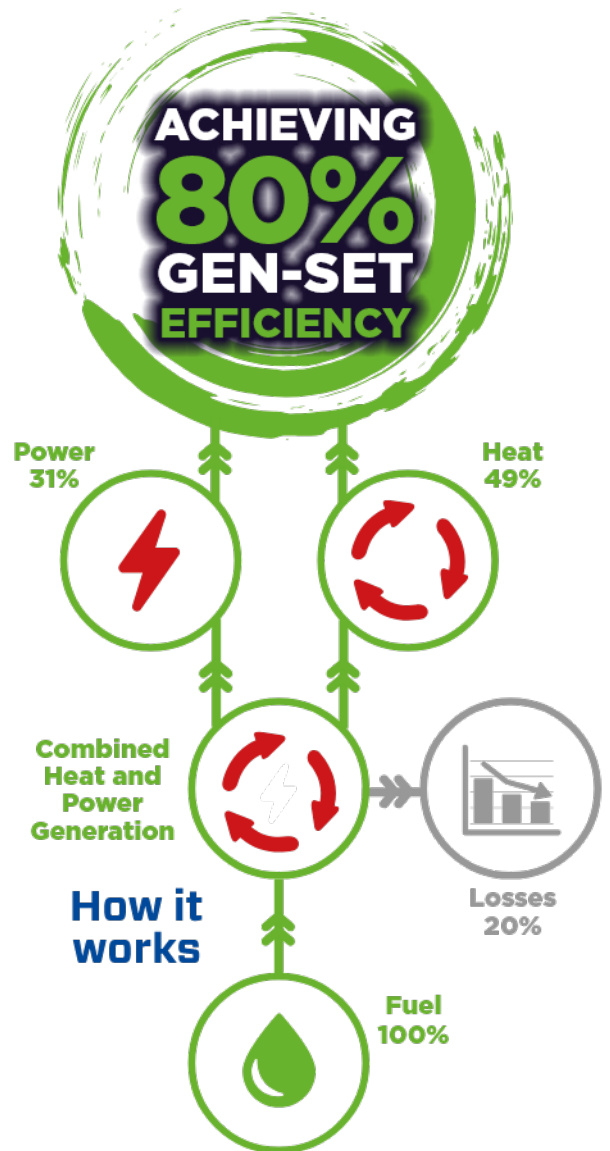 ACHIEVING
80%
GEN-SET
EFFICIENCY
Power
31%
Heat
49%
Combined
Heat and
Power
Generation
Losses
20%
How it
works
Fuel
100%